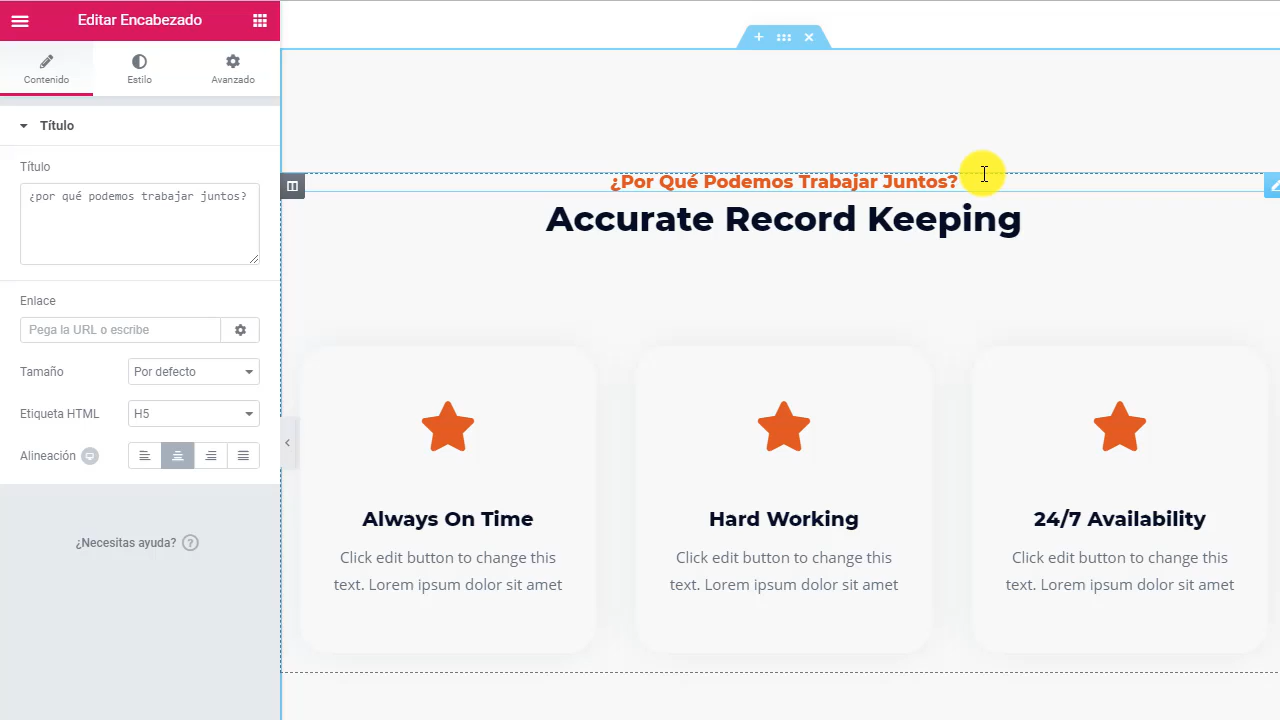 Editar Encabezado
Contenido
Estilo
Avanzado
Título
Título
¿por qué podemos trabajar juntos?
Enlace
Pega la URL o escribe
Tamaño
Por defecto
Etiqueta HTML
H5
Alineación
¿Necesitas ayuda? ?
¿Por Qué Podemos Trabajar Juntos?
Accurate Record Keeping
Always On Time
Click edit button to change this
text. Lorem ipsum dolor sit amet
Hard Working
Click edit button to change this
text. Lorem ipsum dolor sit amet
24/7 Availability
Click edit button to change this
text. Lorem ipsum dolor sit amet